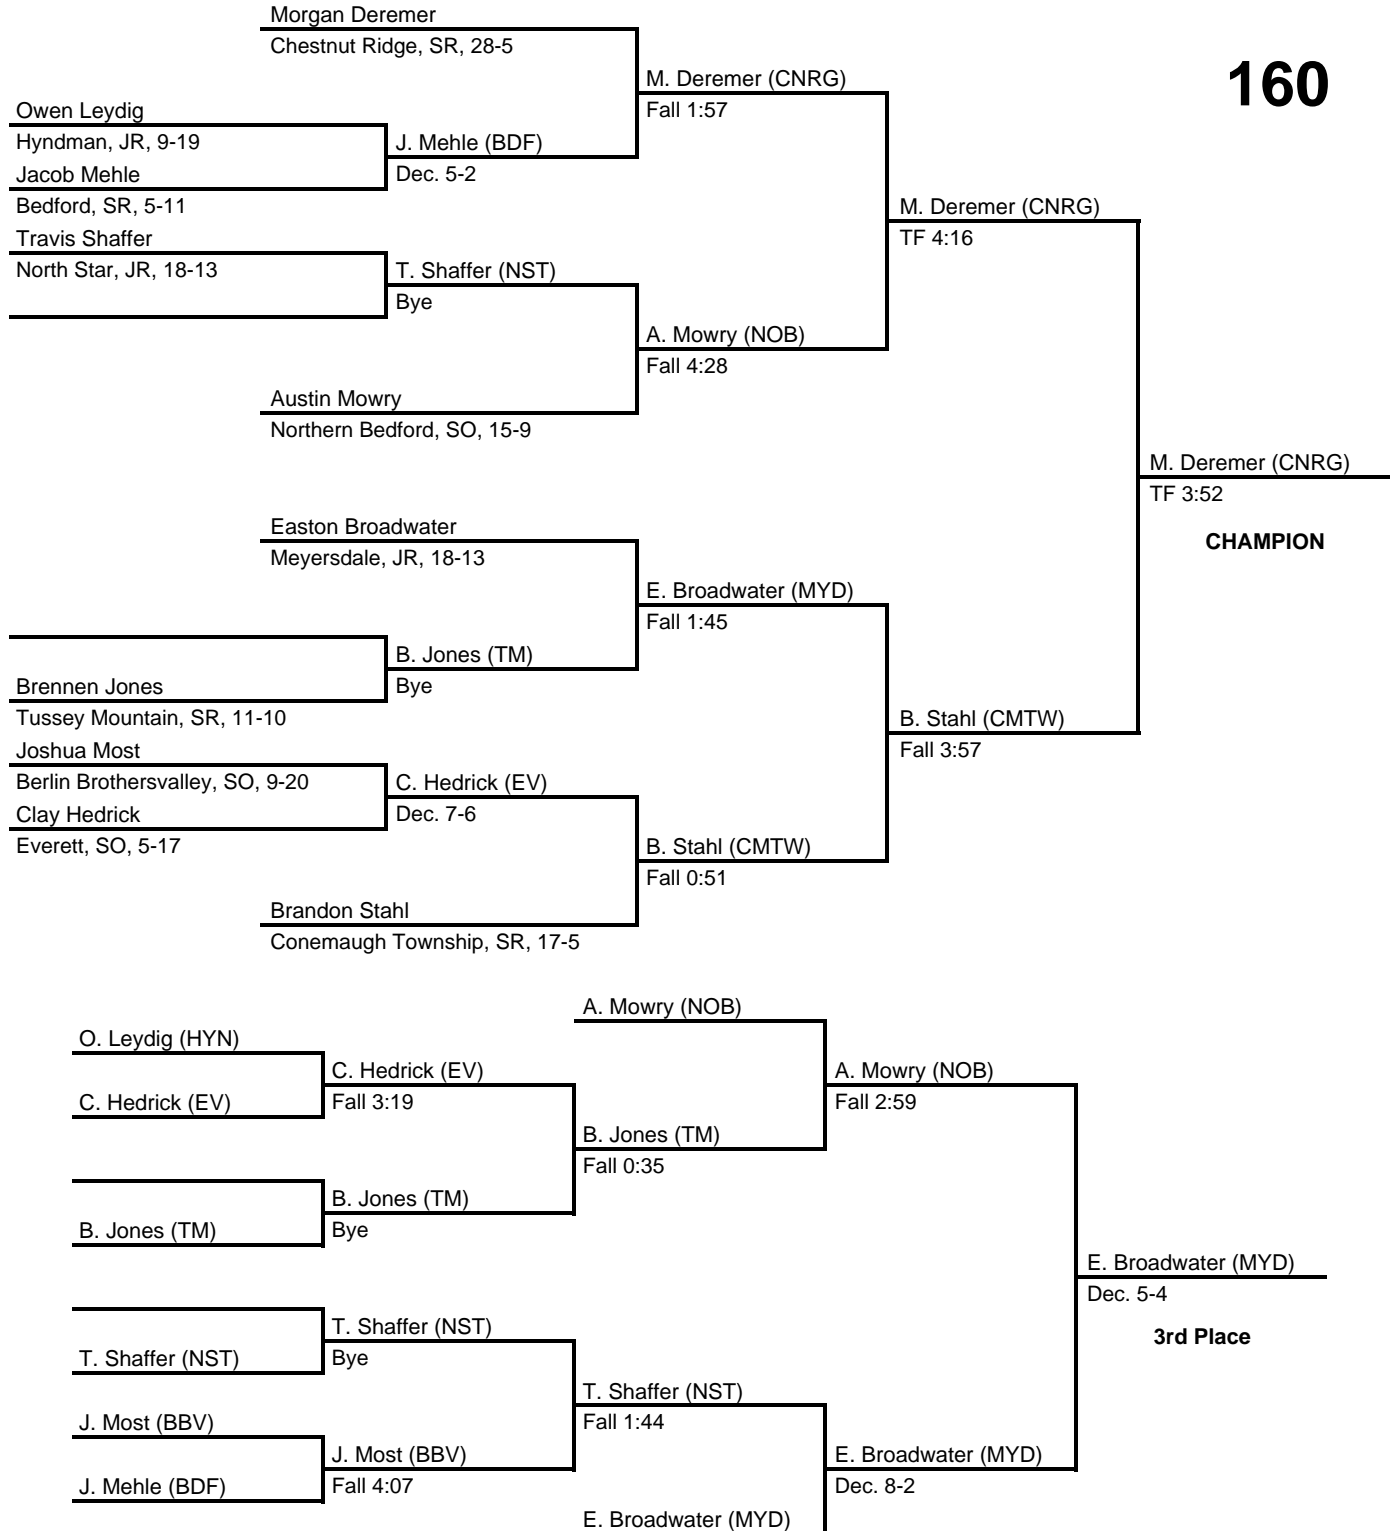 Morgan Deremer
Chestnut Ridge, SR, 28-5
160
M. Deremer (CNRG)
Fall 1:57
Owen Leydig
Hyndman, JR, 9-19
J. Mehle (BDF)
Dec. 5-2
Jacob Mehle
Bedford, SR, 5-11
M. Deremer (CNRG)
TF 4:16
Travis Shaffer
North Star, JR, 18-13
T. Shaffer (NST)
Bye
A. Mowry (NOB)
Fall 4:28
Austin Mowry
Northern Bedford, SO, 15-9
M. Deremer (CNRG)
TF 3:52
CHAMPION
Easton Broadwater
Meyersdale, JR, 18-13
E. Broadwater (MYD)
Fall 1:45
B. Jones (TM)
Bye
Brennen Jones
Tussey Mountain, SR, 11-10
B. Stahl (CMTW)
Fall 3:57
Joshua Most
Berlin Brothersvalley, SO, 9-20
C. Hedrick (EV)
Dec. 7-6
Clay Hedrick
Everett, SO, 5-17
B. Stahl (CMTW)
Fall 0:51
Brandon Stahl
Conemaugh Township, SR, 17-5
A. Mowry (NOB)
O. Leydig (HYN)
C. Hedrick (EV)
Fall 3:19
C. Hedrick (EV)
A. Mowry (NOB)
Fall 2:59
B. Jones (TM)
Fall 0:35
B. Jones (TM)
Bye
B. Jones (TM)
E. Broadwater (MYD)
Dec. 5-4
3rd Place
T. Shaffer (NST)
Bye
T. Shaffer (NST)
T. Shaffer (NST)
Fall 1:44
J. Most (BBV)
J. Most (BBV)
Fall 4:07
J. Mehle (BDF)
E. Broadwater (MYD)
Dec. 8-2
E. Broadwater (MYD)